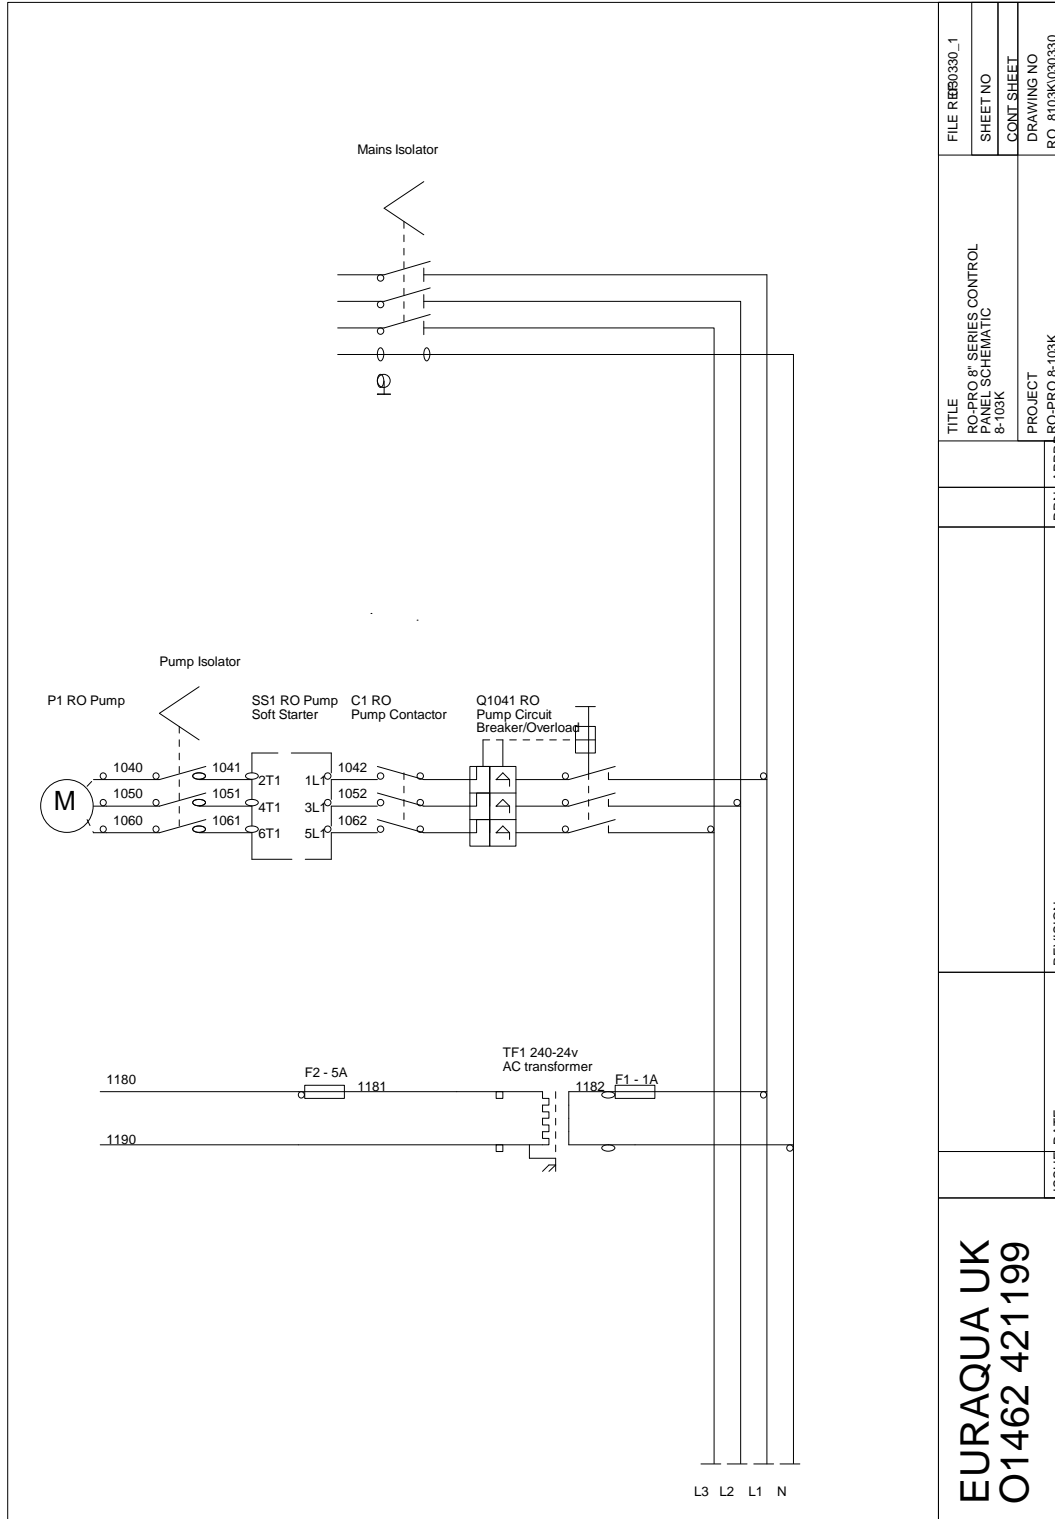 Mains Isolator
Pump Isolator
P1 RO Pump
SS1 RO Pump
Soft Starter
C1 RO
Pump Contactor
Q1041 RO
Pump Circuit
Breaker/Overload
1040
1041
2T1
1L1
1042
M
1050
1051
4T1
3L1
1052
1060
1061
6T1
5L1
1062
TF1 240-24v
AC transformer
1180
F2 - 5A
1181
1182
F1 - 1A
1190
L3 L2 L1 N
FILE
SHEET NO
CONT SHEET
DRAWING NO
RO_8103K\030330
TITLE
RO-PRO 8" SERIES CONTROL
PANEL SCHEMATIC
8-103K
PROJECT
RO-PRO 8-103K
EURAQUA UK
O1462 421199